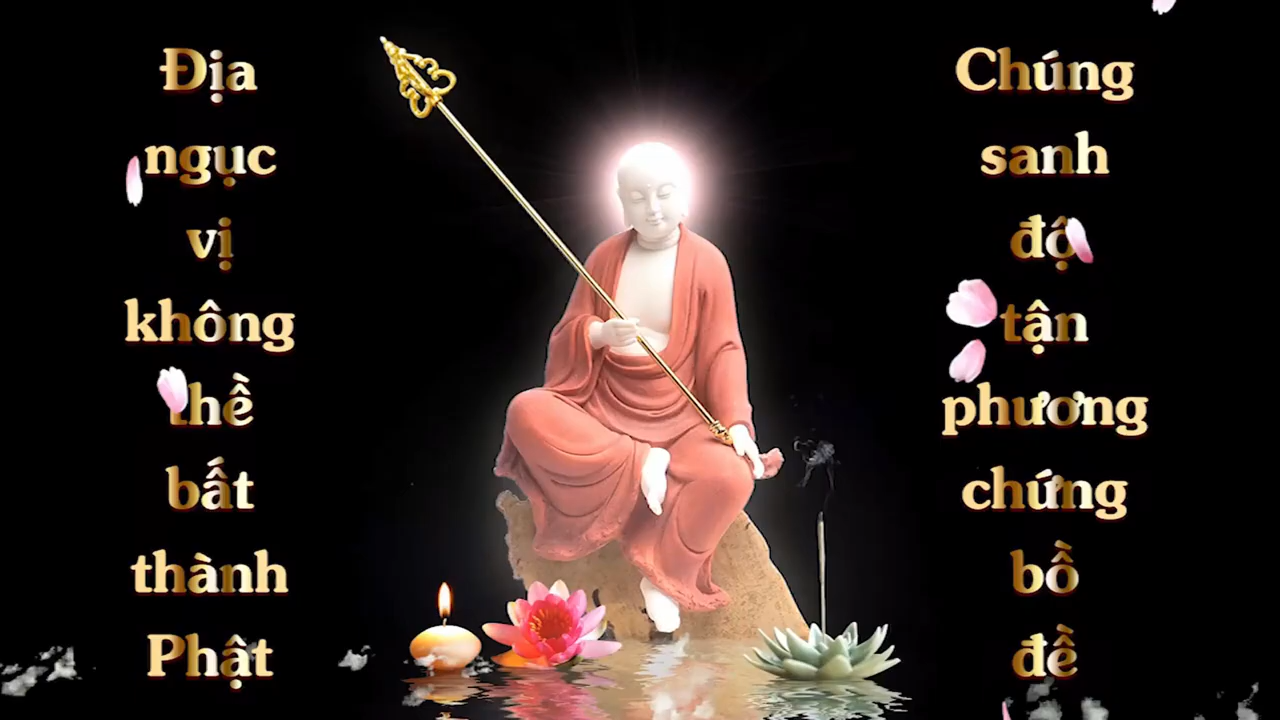 Địa
ngục
vị
không
thề
bất
thành
Phật
Chúng
sanh
độ
tận
phương
chứng
bồ
đề